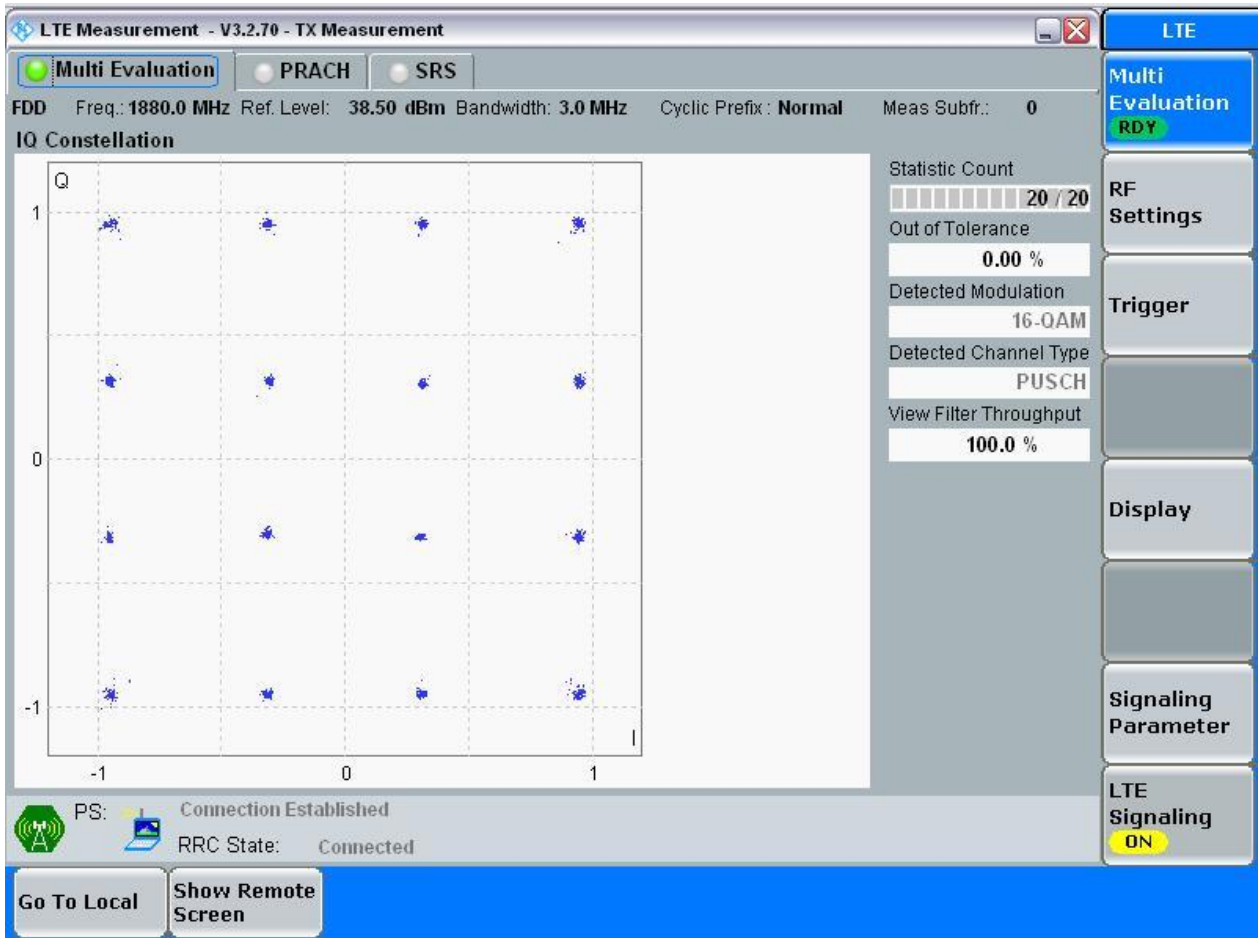 LTE Measurement - V3.2.70 - TX Measurement
LTE
Multi Evaluation
PRACH
SRS
Multi
Evaluation
RDY
FDD Freq.: 1880.0 MHz Ref. Level: 38.50 dBm Bandwidth: 3.0 MHz Cyclic Prefix : Normal Meas Subfr.: 0
IQ Constellation
Q
1
0
-1
I
-1 0 1
Statistic Count
20 / 20
Out of Tolerance
0.00 %
Detected Modulation
16-QAM
Detected Channel Type
PUSCH
View Filter Throughput
100.0 %
RF
Settings
Trigger
Display
Signaling
Parameter
LTE
Signaling
ON
PS: Connection Established
RRC State: Connected
Go To Local
Show Remote
Screen